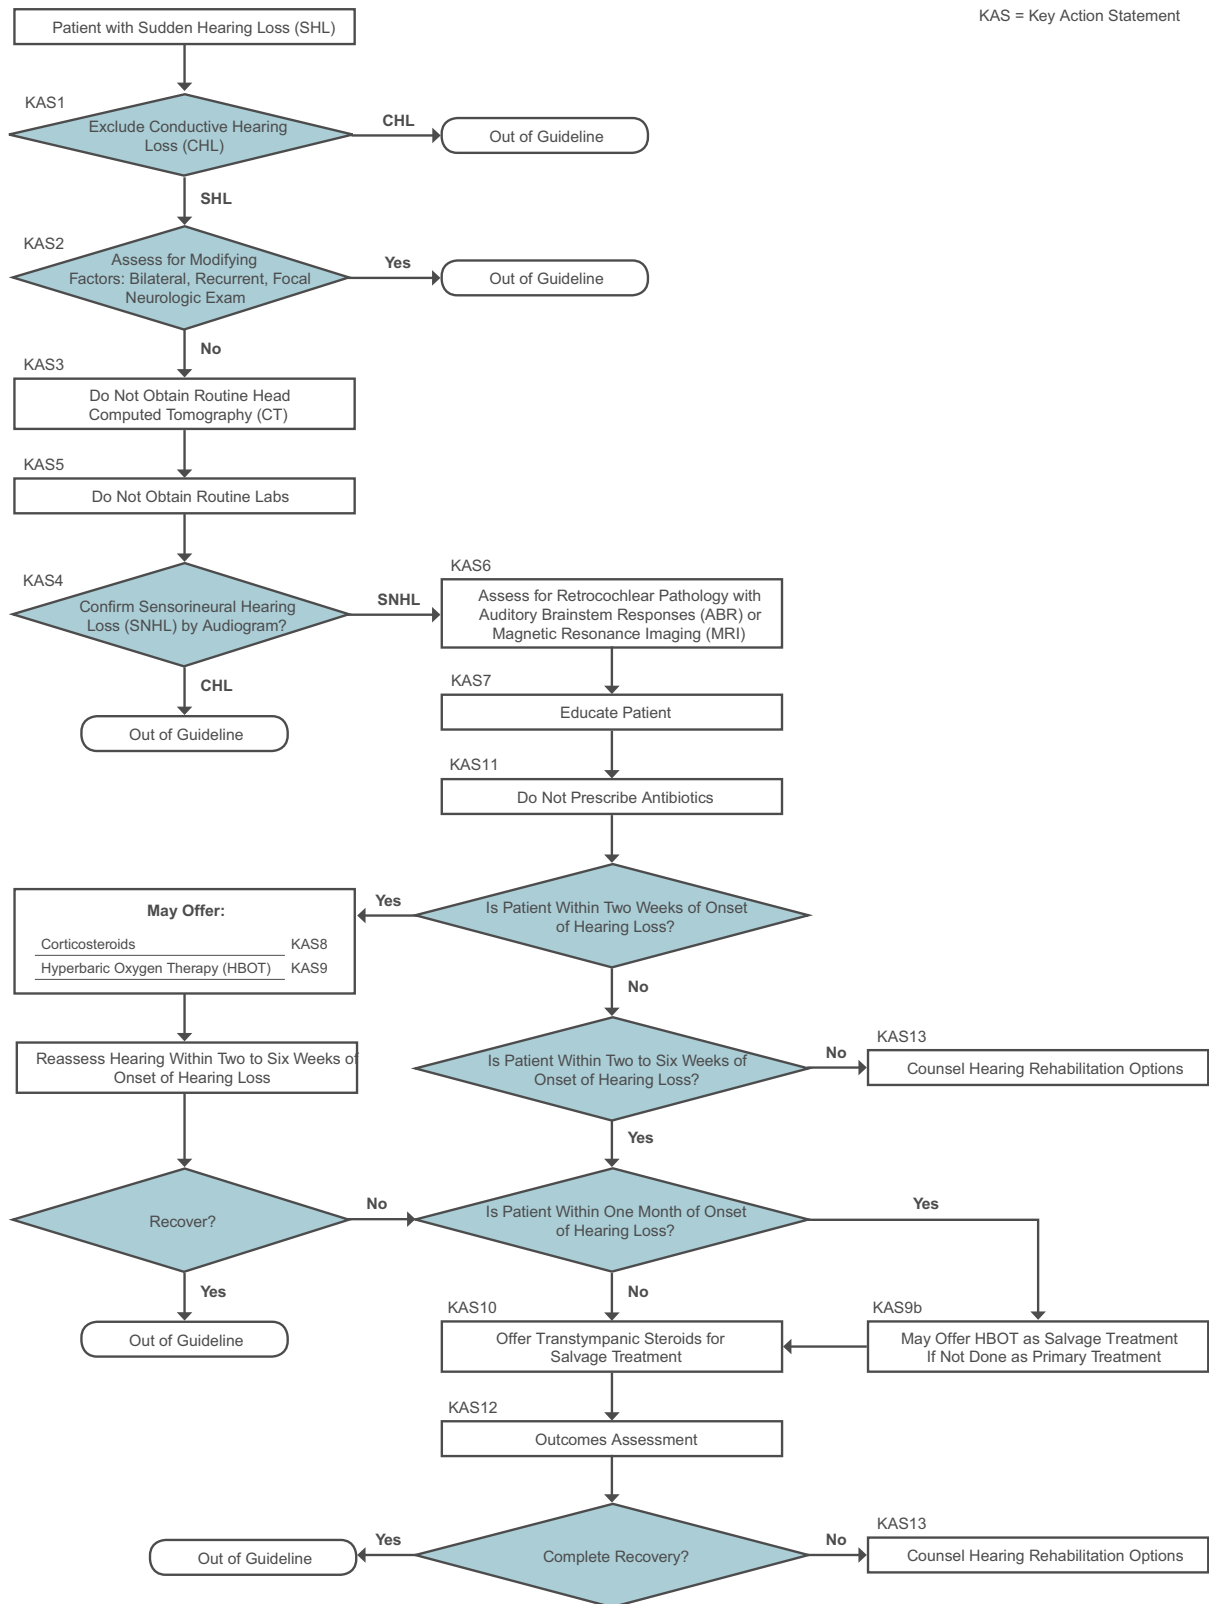 KAS = Key Action Statement
Patient with Sudden Hearing Loss (SHL)
KAS1
Exclude Conductive Hearing
Loss (CHL)
CHL
Out of Guideline
SHL
KAS2
Assess for Modifying
Factors: Bilateral, Recurrent, Focal
Neurologic Exam
Yes
Out of Guideline
No
KAS3
Do Not Obtain Routine Head
Computed Tomography (CT)
KAS5
Do Not Obtain Routine Labs
KAS4
Confirm Sensorineural Hearing
Loss (SNHL) by Audiogram?
SNHL
CHL
Out of Guideline
KAS6
Assess for Retrocochlear Pathology with
Auditory Brainstem Responses (ABR) or
Magnetic Resonance Imaging (MRI)
KAS7
Educate Patient
KAS11
Do Not Prescribe Antibiotics
Is Patient Within Two Weeks of Onset
of Hearing Loss?
Yes
May Offer:
Corticosteroids KAS8
Hyperbaric Oxygen Therapy (HBOT) KAS9
Reassess Hearing Within Two to Six Weeks of
Onset of Hearing Loss
No
Is Patient Within Two to Six Weeks of
Onset of Hearing Loss?
No
KAS13
Counsel Hearing Rehabilitation Options
Yes
Recover?
No
Yes
Out of Guideline
Is Patient Within One Month of Onset
of Hearing Loss?
Yes
No
KAS9b
May Offer HBOT as Salvage Treatment
If Not Done as Primary Treatment
KAS10
Offer Transtympanic Steroids for
Salvage Treatment
KAS12
Outcomes Assessment
Complete Recovery?
Yes
Out of Guideline
No
KAS13
Counsel Hearing Rehabilitation Options